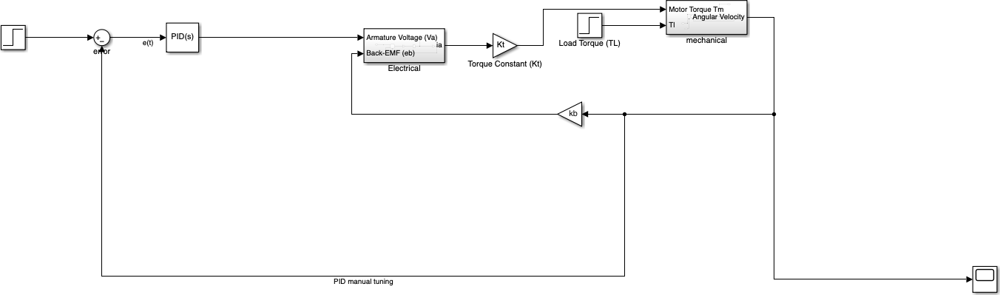 +
_
error
e(t)
PID(s)
Armature Voltage (Va)
ia
Back-EMF (eb)
Electrical
Kt
Torque Constant (Kt)
Load Torque (TL)
Motor Torque Tm
Angular Velocity
Tl
mechanical
kb
PID manual tuning